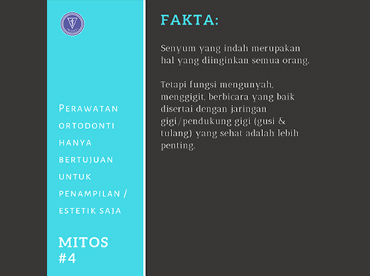 PERAWATAN
ORTODONTI
HANYA
BERTUJUAN
UNTUK
PENAMPILAN /
ESTETIK SAJA
MITOS
#4
FAKTA:
Senyum yang indah merupakan
hal yang diinginkan semua orang.
Tetapi fungsi mengunyah,
menggigit, berbicara yang baik
disertai dengan jaringan
gigi/pendukung gigi (gusi &
tulang) yang sehat adalah lebih
penting.